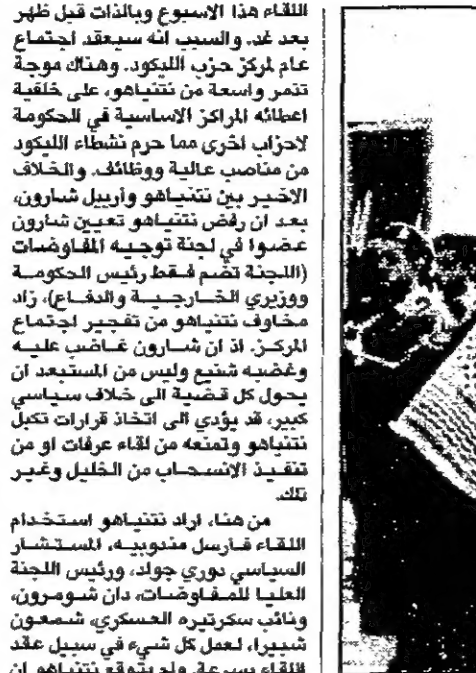 اللقاء هذا الاسبوع وبالذات قبل ظهر
بعد غد. والسبب انه سيعقد اجتماع
عام لمركز حزب الليكود. وهناك موجة
تذمر واسعة من نتنياهو، على خلفية
اعطائه المراكز الاساسية في الحكومة
لاحزاب اخرى مما حرم نشطاء الليكود
من مناصب عالية ووظائف. والخلاف
الاخير بين نتنياهو وأرييل شارون،
بعد ان رفض نتنياهو تعيين شارون
عضوا في لجنة توجيه المفاوضات
(اللجنة تضم فقط رئيس الحكومة
ووزيري الخارجية والدفاع)، زاد
مخاوف نتنياهو من تفجير اجتماع
المركز. اذ ان شارون غاضب عليه
وغضبه شنيع وليس من المستبعد ان
يحول كل قضية الى خلاف سياسي
كبير، قد يؤدي الى اتخاذ قرارات تكبل
نتنياهو وتمنعه من لقاء عرفات او من
تنفيذ الانسحاب من الخليل وغير
ذلك.
من هنا، اراد نتنياهو استخدام
اللقاء فأرسل مندوبيه، المستشار
السياسي دوري جولد، ورئيس اللجنة
العليا للمفاوضات، دان شومرون،
ونائب سكرتيره العسكري، شمعون
شبيرا، لعمل كل شيء في سبيل عقد
اللقاء بسرعة. ولم يتوقع نتنياهو ان